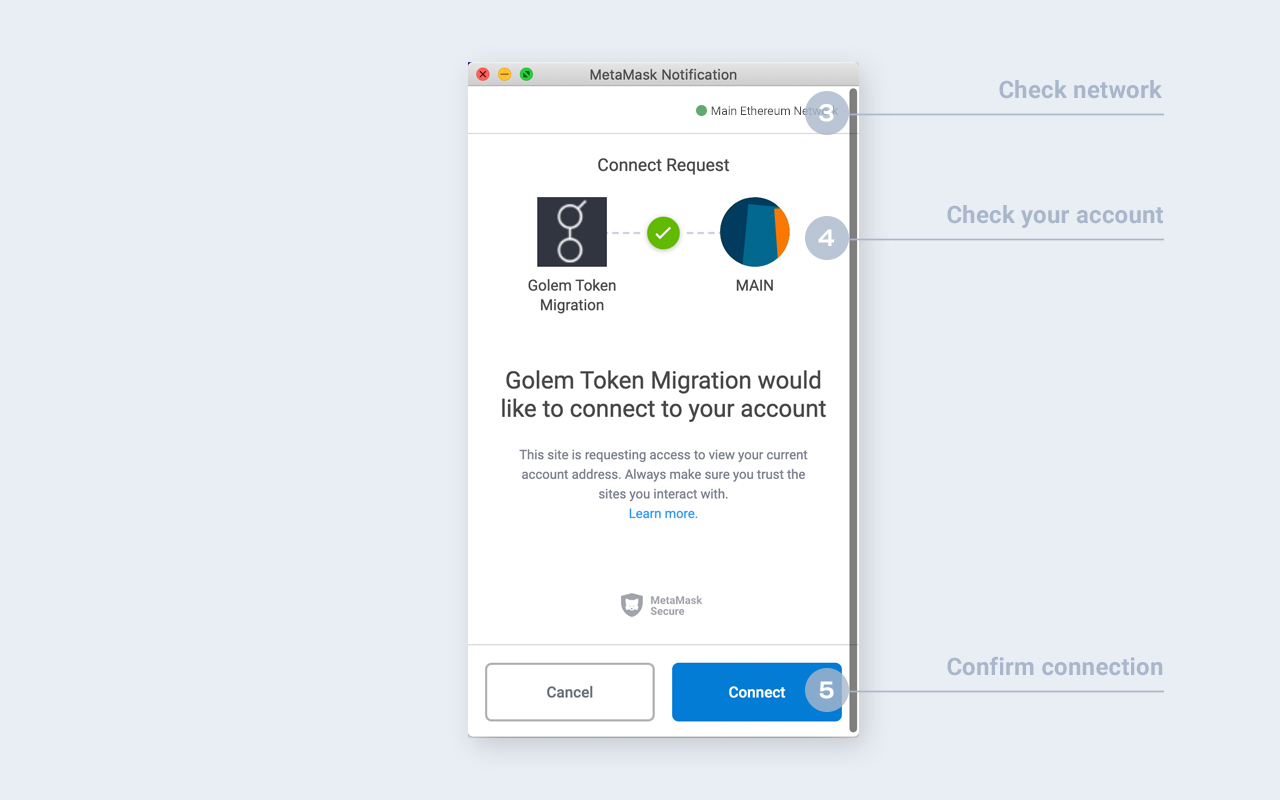 MetaMask Notification
Check network
Main Ethereum Network
3
Connect Request
Check your account
4
Golem Token
Migration
MAIN
Golem Token Migration would
like to connect to your account
This site is requesting access to view your current
account address. Always make sure you trust the
sites you interact with.
Learn more.
MetaMask
Secure
Confirm connection
Cancel
Connect
5